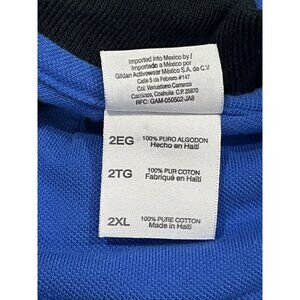 Imported into Mexico by /
Importado a México por
Gildan Activewear México S.A. de C.V
Calle 5 de Febrero #147
Col. Venustiano Carranza
Castaños, Coahuila C.P. 25870
RFC: GAM-050502-JA8
2EG
100% PURO ALGODON
Hecho en Haiti
2TG
100% PUR COTON
Fabriqué en Haïti
2XL
100% PURE COTTON
Made in Haiti